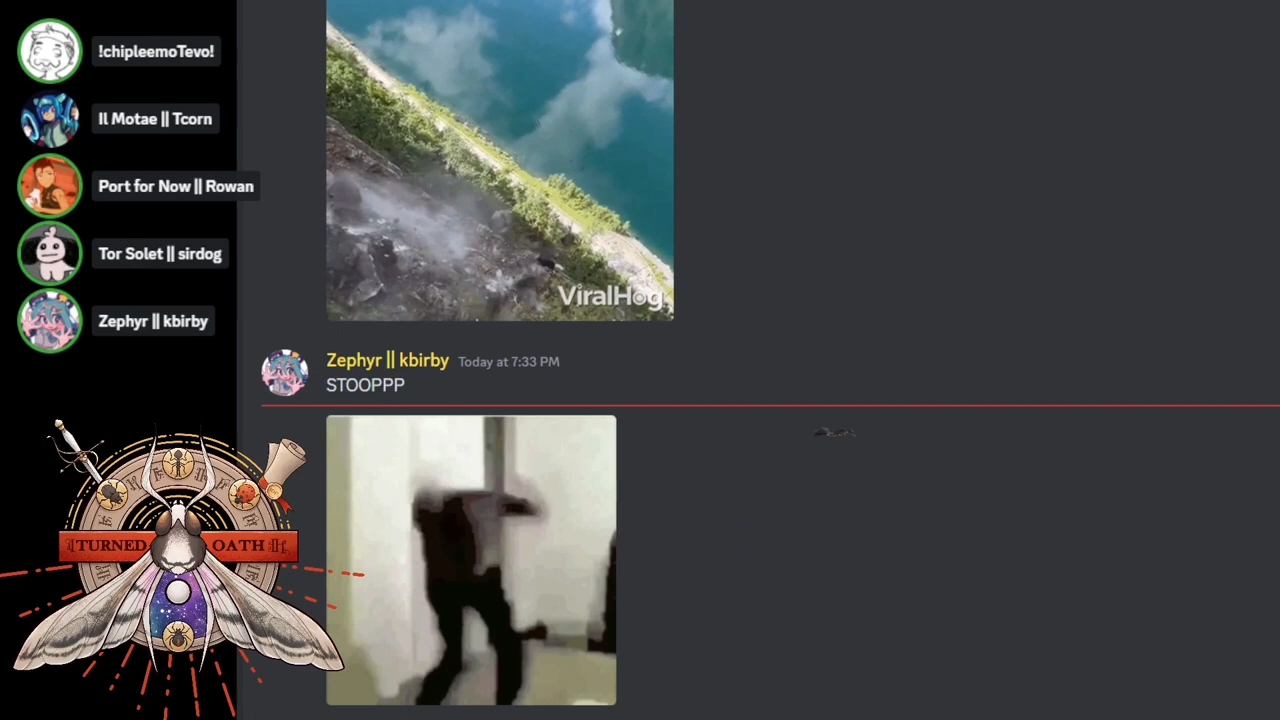 !chipleemoTevo!
Il Motae || Tcorn
Port for Now || Rowan
Tor Solet || sirdog
Zephyr || kbirby
ViralHog
Zephyr || kbirby Today at 7:33 PM
STOOPPP
TURNED OATH